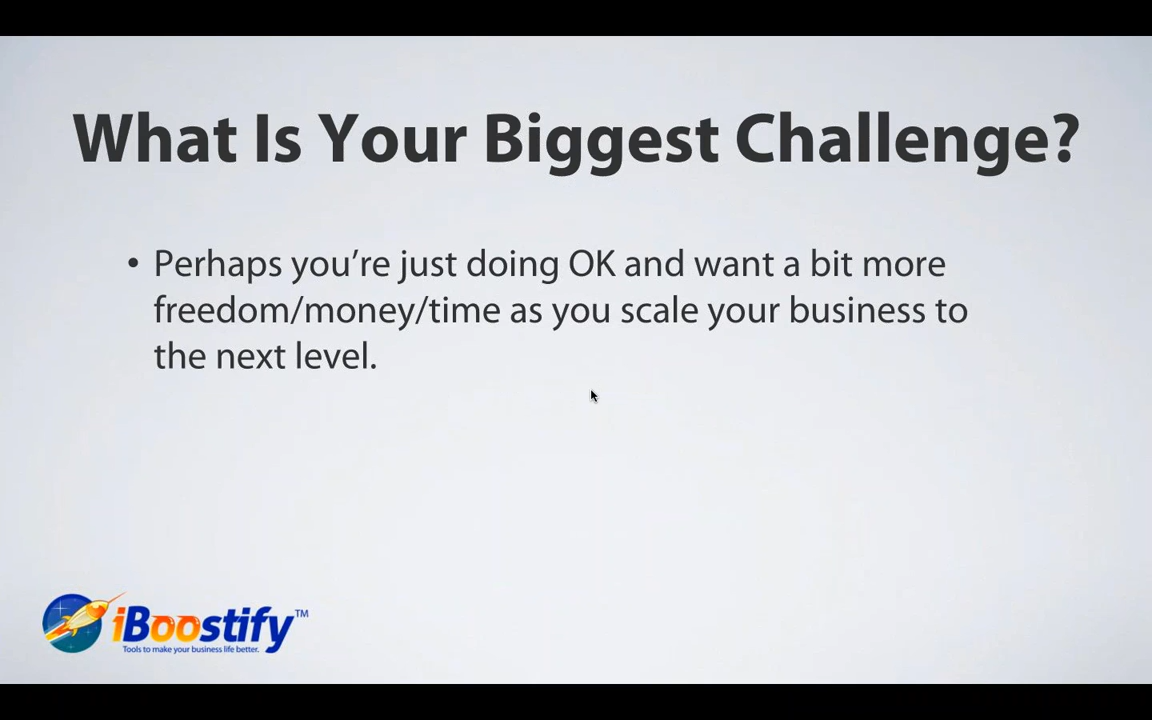 What Is Your Biggest Challenge?
• Perhaps you’re just doing OK and want a bit more
freedom/money/time as you scale your business to
the next level.
iBoostify™
Tools to make your business life better.